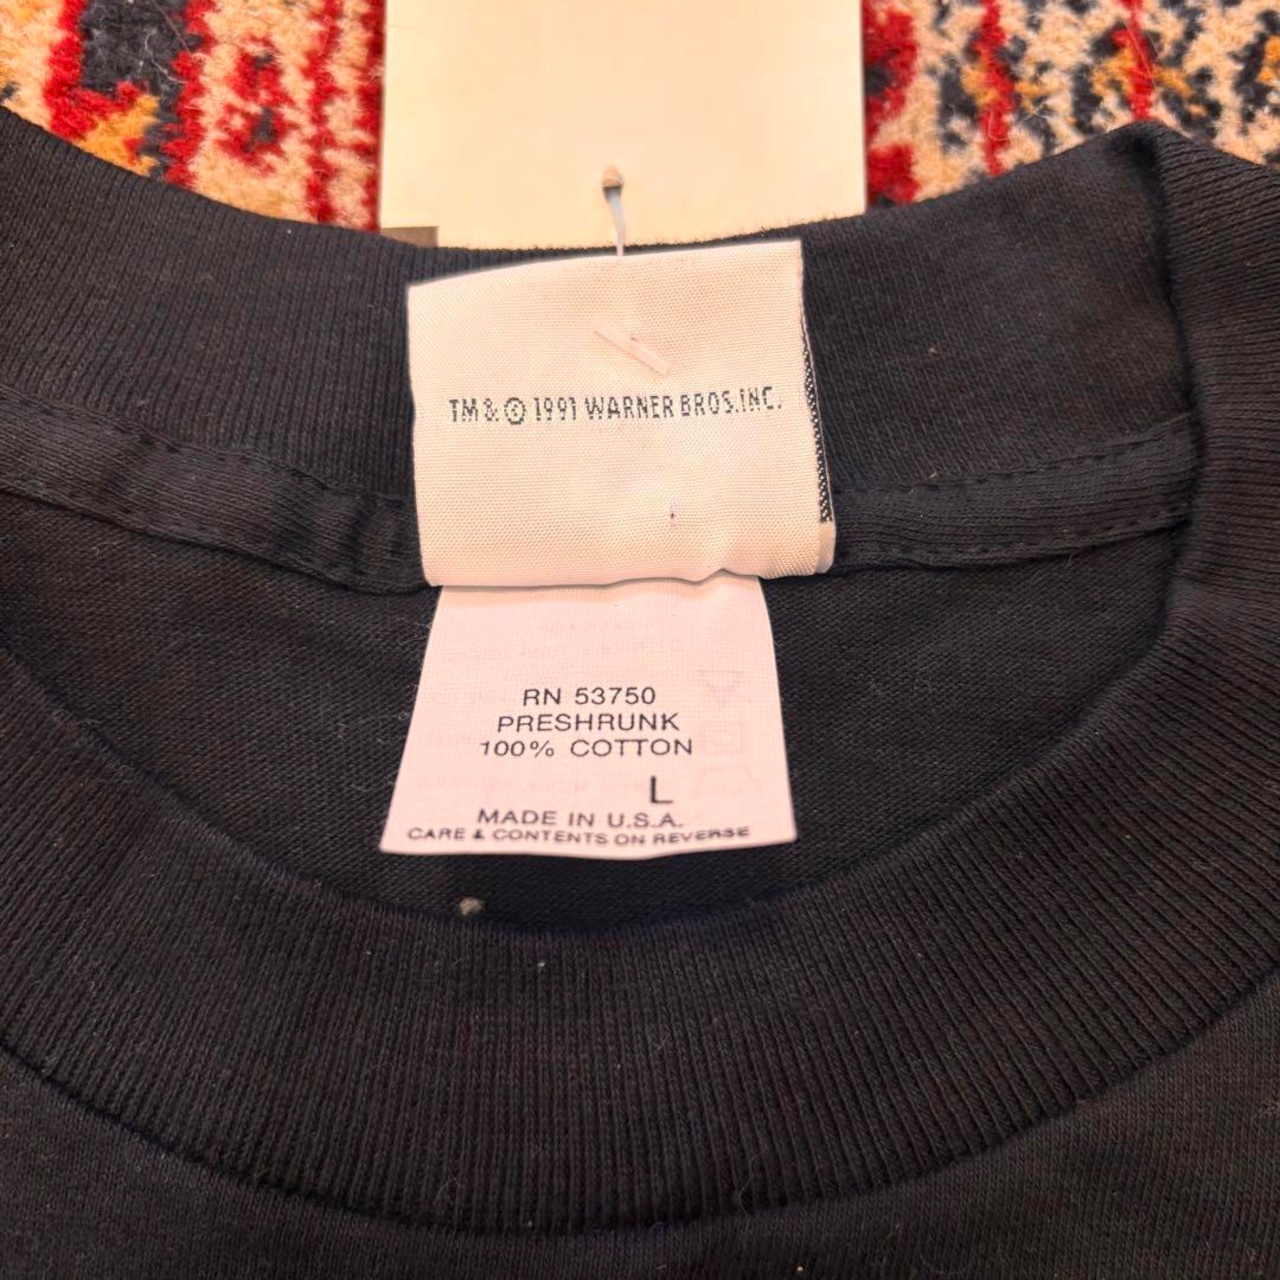 TM & © 1991 WARNER BROS. INC.
RN 53750
PRESHRUNK
100% COTTON
L
MADE IN U.S.A.
CARE & CONTENTS ON REVERSE